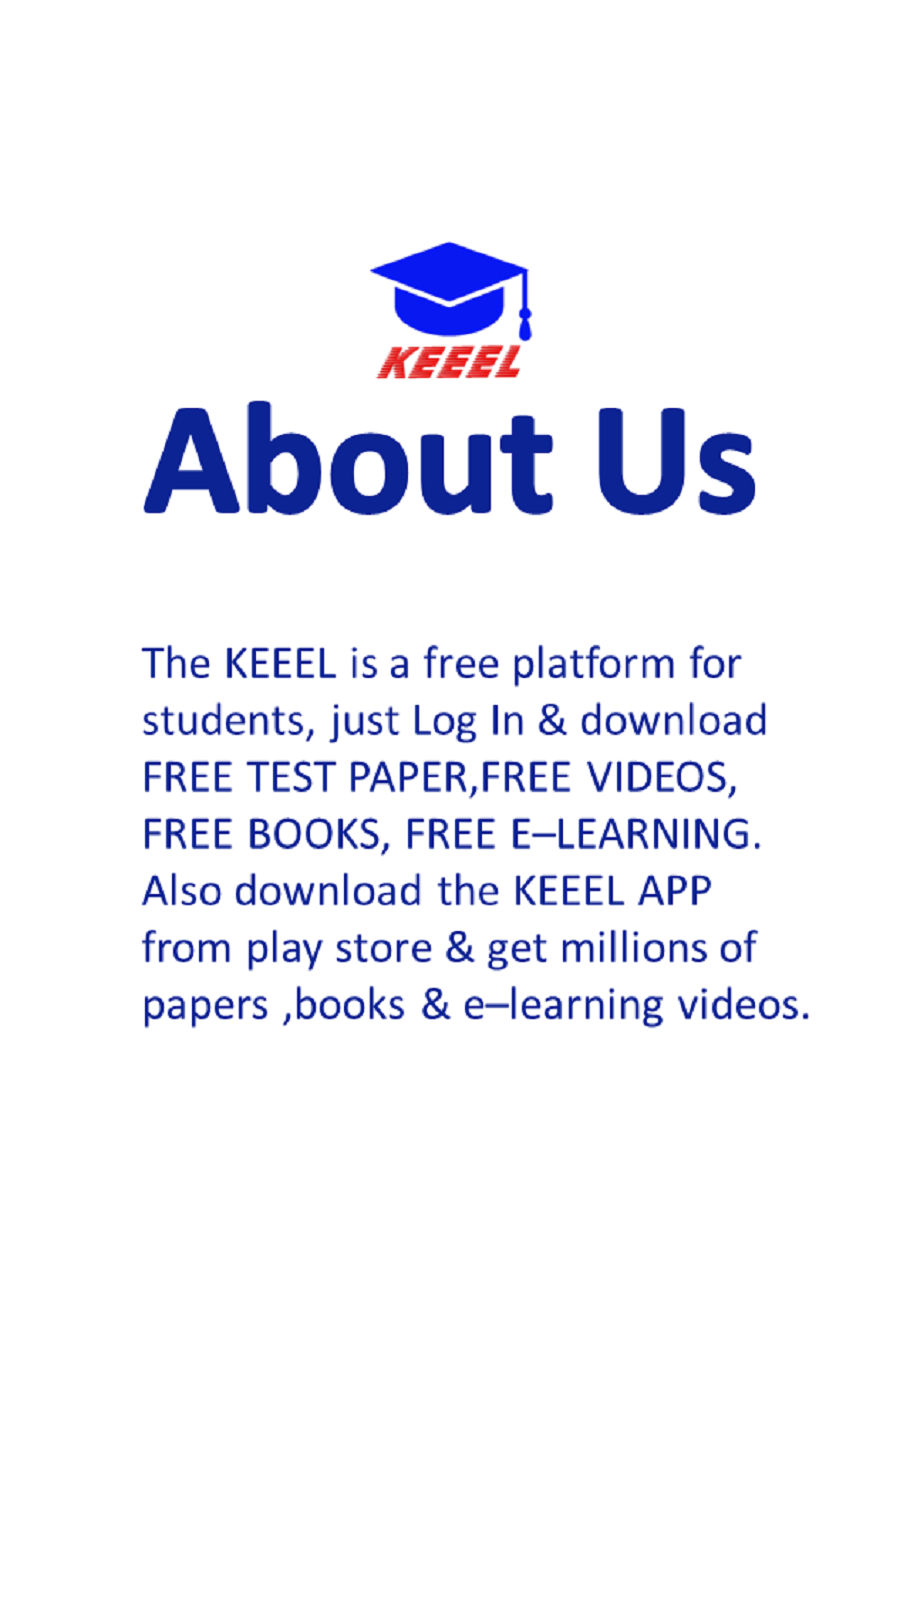 KEEEL
About Us
The KEEEL is a free platform for
students, just Log In & download
FREE TEST PAPER,FREE VIDEOS,
FREE BOOKS, FREE E–LEARNING.
Also download the KEEEL APP
from play store & get millions of
papers ,books & e–learning videos.